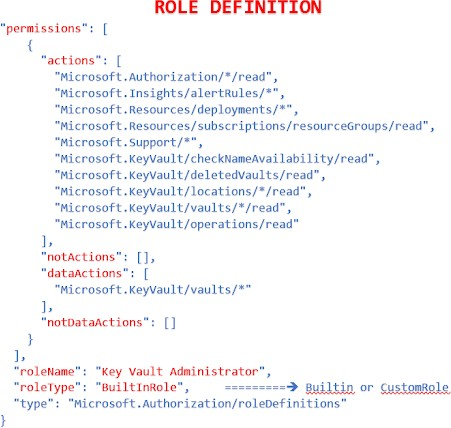 ROLE DEFINITION
"permissions": [
{
"actions": [
"Microsoft.Authorization/*/read",
"Microsoft.Insights/alertRules/*",
"Microsoft.Resources/deployments/*",
"Microsoft.Resources/subscriptions/resourceGroups/read",
"Microsoft.Support/*",
"Microsoft.KeyVault/checkNameAvailability/read",
"Microsoft.KeyVault/deletedVaults/read",
"Microsoft.KeyVault/locations/*/read",
"Microsoft.KeyVault/vaults/*/read",
"Microsoft.KeyVault/operations/read"
],
"notActions": [],
"dataActions": [
"Microsoft.KeyVault/vaults/*"
],
"notDataActions": []
}
],
"roleName": "Key Vault Administrator",
"roleType": "BuiltInRole", =========➔ Builtin or CustomRole
"type": "Microsoft.Authorization/roleDefinitions"
}